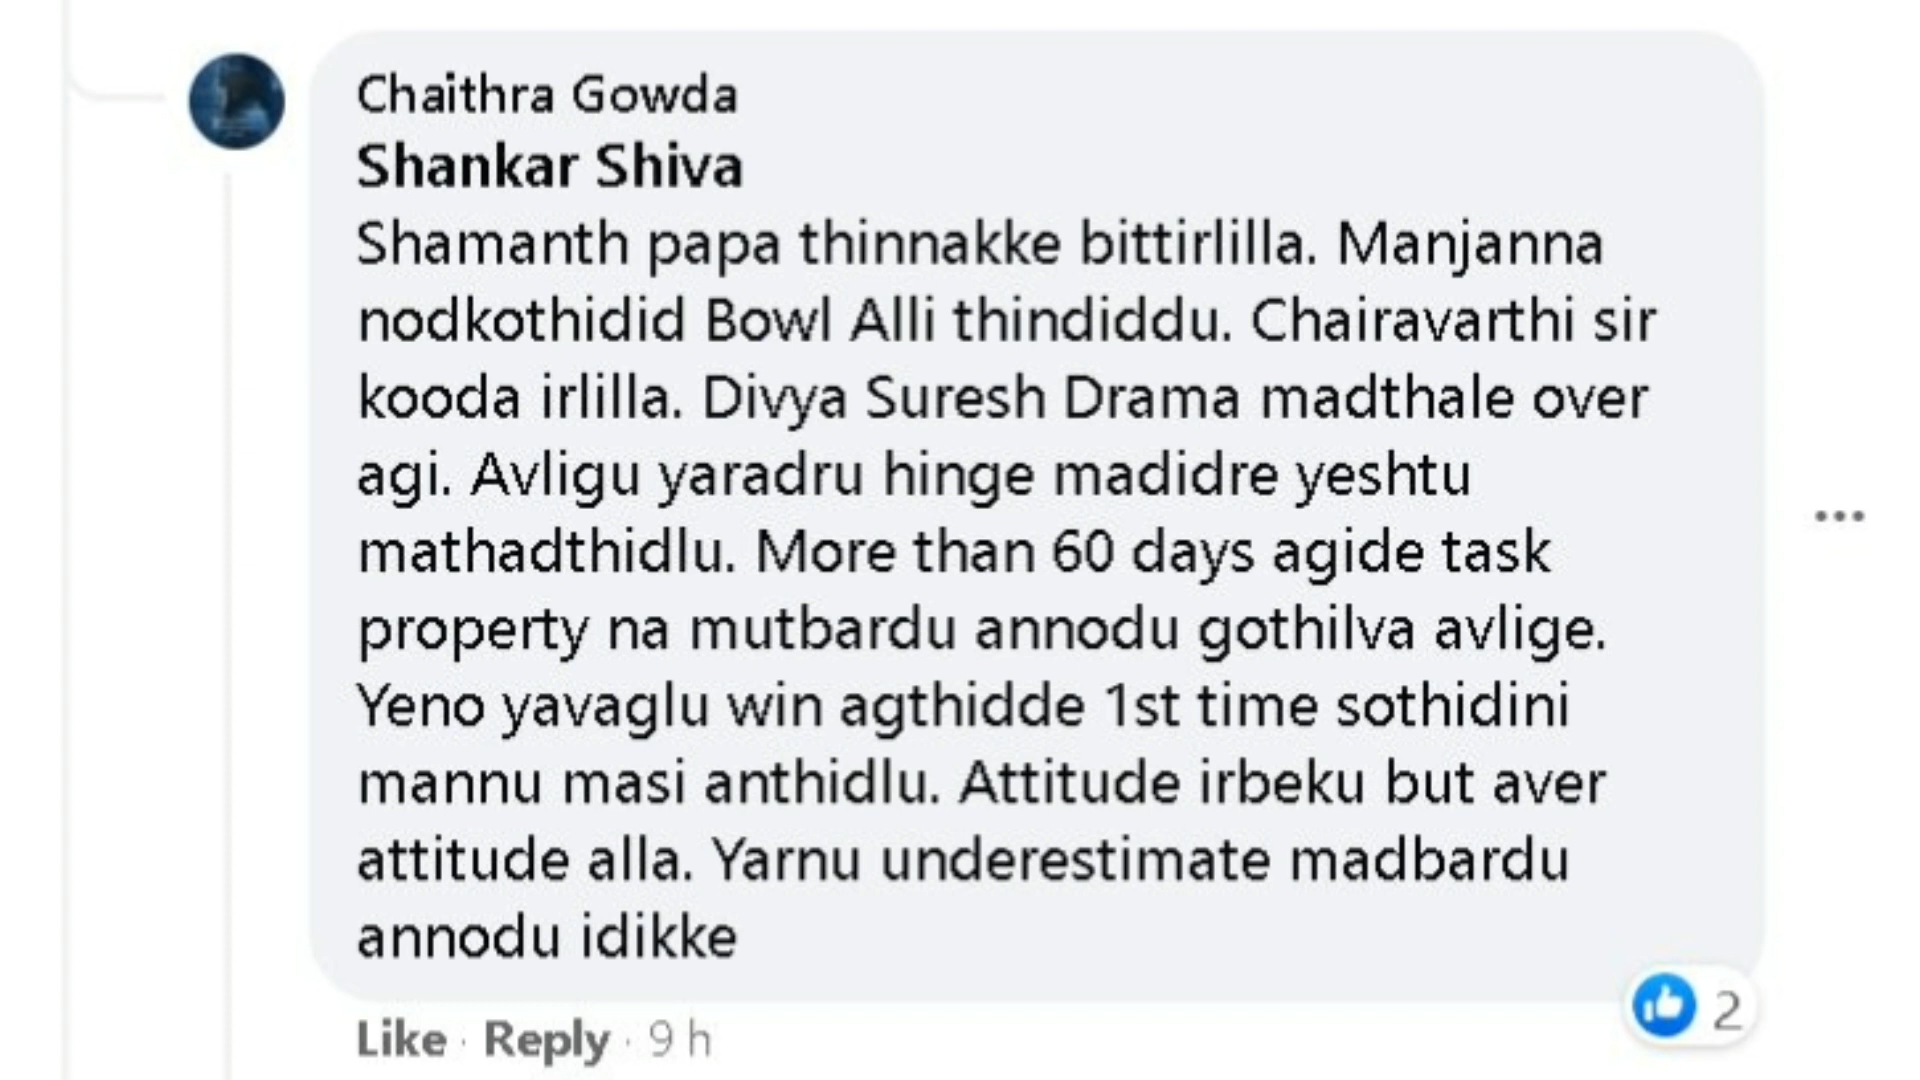 Chaithra Gowda
Shankar Shiva
Shamanth papa thinnakke bittirlilla. Manjanna
nodkothidid Bowl Alli thindiddu. Chairavarthi sir
kooda irlilla. Divya Suresh Drama madthale over
agi. Avligu yaradru hinge madidre yeshtu
mathadthidlu. More than 60 days agide task
property na mutbardu annodu gothilva avlige.
Yeno yavaglu win agthidde 1st time sothidini
mannu masi anthidlu. Attitude irbeku but aver
attitude alla. Yarnu underestimate madbardu
annodu idikke
2
Like · Reply · 9 h